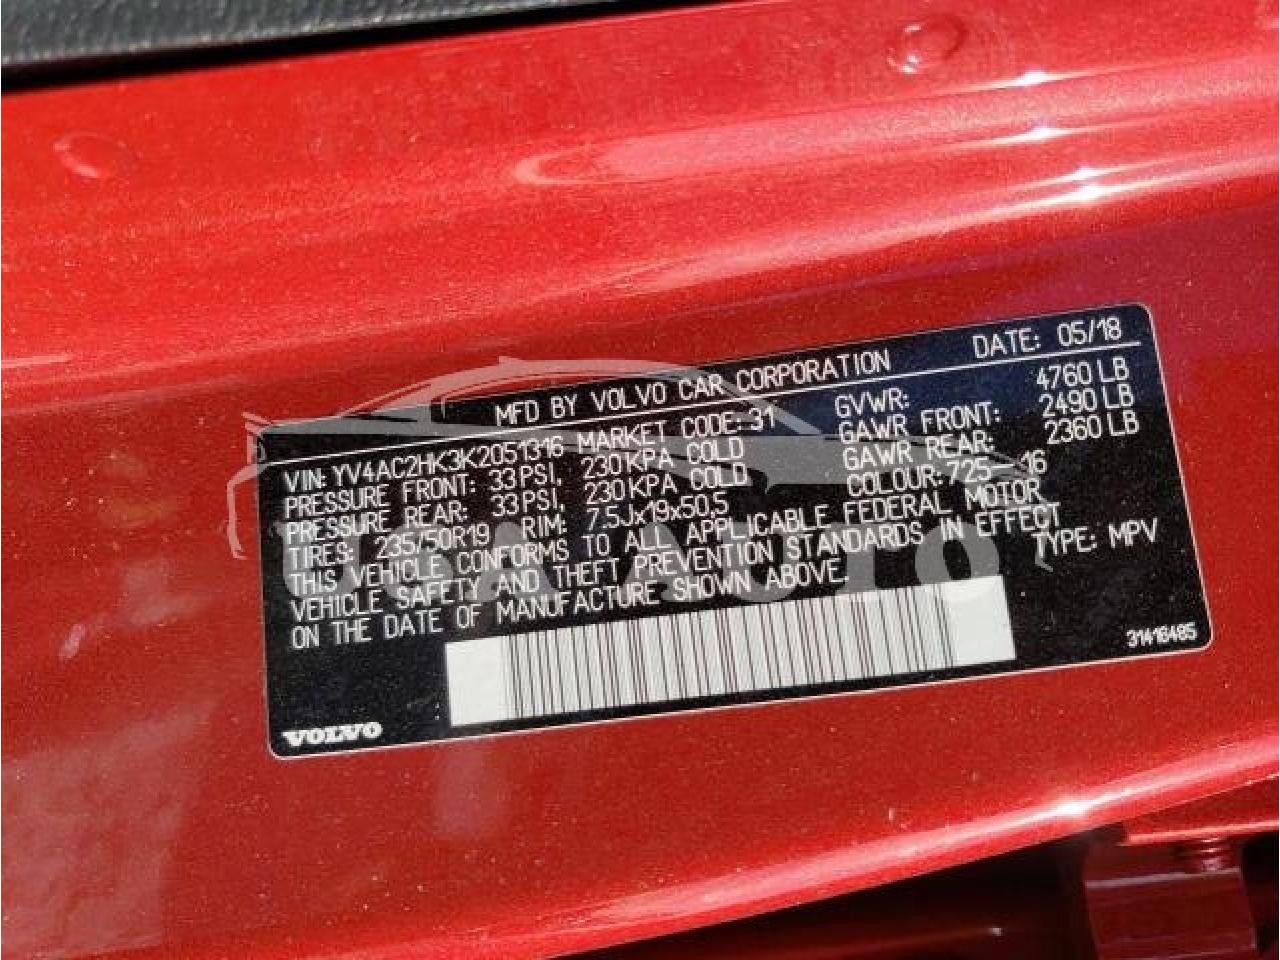 MFD BY VOLVO CAR CORPORATION DATE: 05/18
VIN: YV4AC2HK3K2051316 MARKET CODE: 31 GVWR: 4760 LB
PRESSURE FRONT: 33PSI, 230KPA COLD GAWR FRONT: 2490 LB
PRESSURE REAR: 33PSI, 230KPA COLD GAWR REAR: 2360 LB
TIRES: 235/50R19 RIM: 7.5Jx19x50,5 COLOUR: 725-16
THIS VEHICLE CONFORMS TO ALL APPLICABLE FEDERAL MOTOR
VEHICLE SAFETY AND THEFT PREVENTION STANDARDS IN EFFECT
ON THE DATE OF MANUFACTURE SHOWN ABOVE. TYPE: MPV
31416485
VOLVO